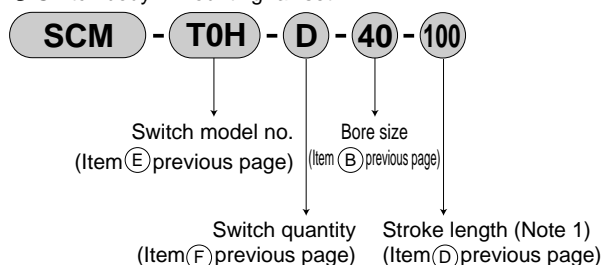 SCM - T0H - D - 40 - 100
Switch model no. Bore size
(Item Ⓔ previous page) (Item Ⓑ previous page)
Switch quantity Stroke length (Note 1)
(Item Ⓕ previous page) (Item Ⓓ previous page)